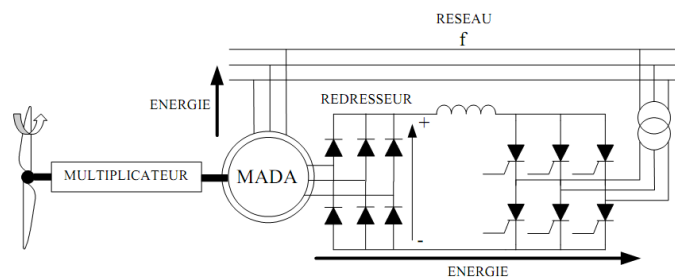 RESEAU
f
ENERGIE
REDRESSEUR
+
MULTIPLICATEUR
MADA
-
ENERGIE